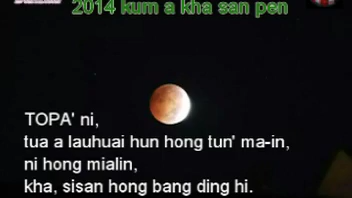 2014 kum a kha san pen
TOPA' ni,
tua a lauhuai hun hong tun' ma-in,
ni hong mialin,
kha, sisan hong bang ding hi.